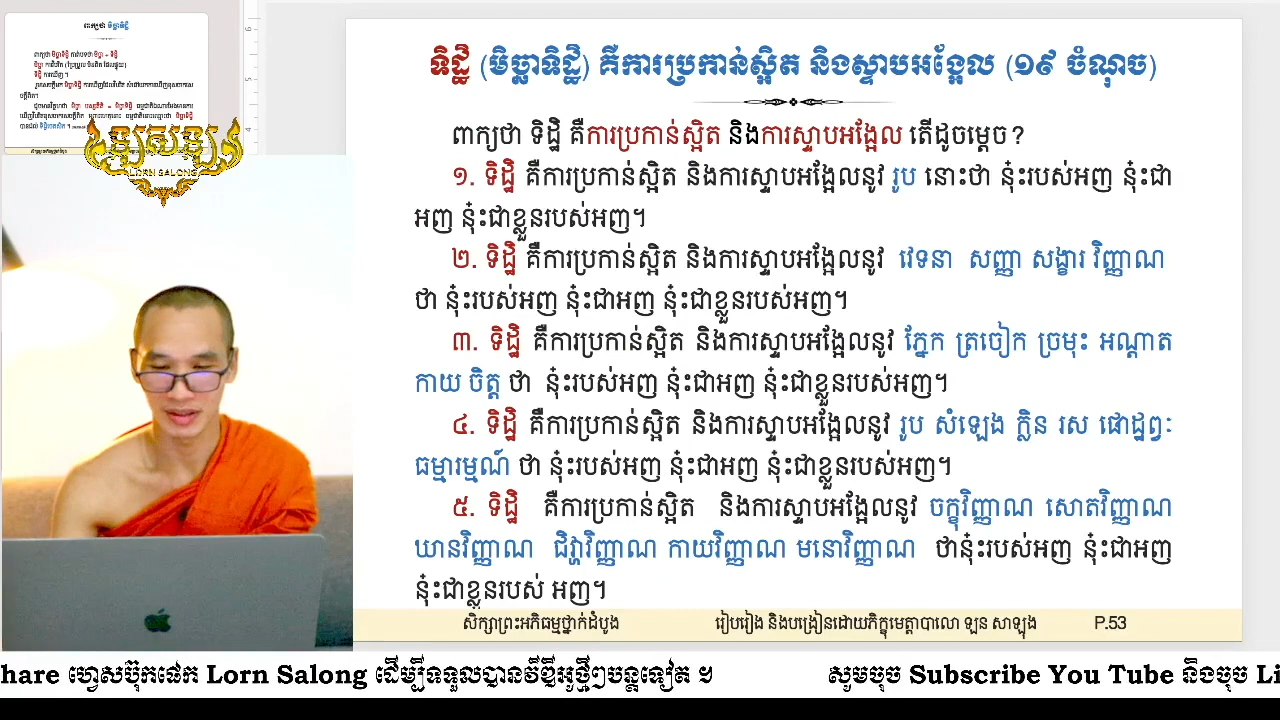 ពាក្យថា មិច្ឆាទិដ្ឋិ
ឡនសាឡុង
LORN SALONG
ទិដ្ឋិ (មិច្ឆាទិដ្ឋិ) គឺការប្រកាន់ស្អិត និងស្ទាបអង្អែល (១៩ ចំណុច)
ពាក្យថា ទិដ្ឋិ គឺការប្រកាន់ស្អិត និងការស្ទាបអង្អែល តើដូចម្ដេច?
១. ទិដ្ឋិ គឺការប្រកាន់ស្អិត និងការស្ទាបអង្អែលនូវ រូប នោះថា នុ៎ះរបស់អញ នុ៎ះជា
អញ នុ៎ះជាខ្លួនរបស់អញ។
២. ទិដ្ឋិ គឺការប្រកាន់ស្អិត និងការស្ទាបអង្អែលនូវ វេទនា សញ្ញា សង្ខារ វិញ្ញាណ
ថា នុ៎ះរបស់អញ នុ៎ះជាអញ នុ៎ះជាខ្លួនរបស់អញ។
៣. ទិដ្ឋិ គឺការប្រកាន់ស្អិត និងការស្ទាបអង្អែលនូវ ភ្នែក ត្រចៀក ច្រមុះ អណ្ដាត
កាយ ចិត្ត ថា នុ៎ះរបស់អញ នុ៎ះជាអញ នុ៎ះជាខ្លួនរបស់អញ។
៤. ទិដ្ឋិ គឺការប្រកាន់ស្អិត និងការស្ទាបអង្អែលនូវ រូប សំឡេង ក្លិន រស ផោដ្ឋព្វៈ
ធម្មារម្មណ៍ ថា នុ៎ះរបស់អញ នុ៎ះជាអញ នុ៎ះជាខ្លួនរបស់អញ។
៥. ទិដ្ឋិ គឺការប្រកាន់ស្អិត និងការស្ទាបអង្អែលនូវ ចក្ខុវិញ្ញាណ សោតវិញ្ញាណ
ឃានវិញ្ញាណ ជិវ្ហាវិញ្ញាណ កាយវិញ្ញាណ មនោវិញ្ញាណ ថានុ៎ះរបស់អញ នុ៎ះជាអញ
នុ៎ះជាខ្លួនរបស់ អញ។
សិក្សាព្រះអភិធម្មថ្នាក់ដំបូង រៀបរៀង និងបង្រៀនដោយភិក្ខុមេត្តាបាលោ ឡន សាឡុង P.53
hare ហ្វេសប៊ុកផេក Lorn Salong ដើម្បីទទួលបានវីឌីអូថ្មីៗបន្តទៀត ។ សូមចុច Subscribe You Tube និងចុច Li